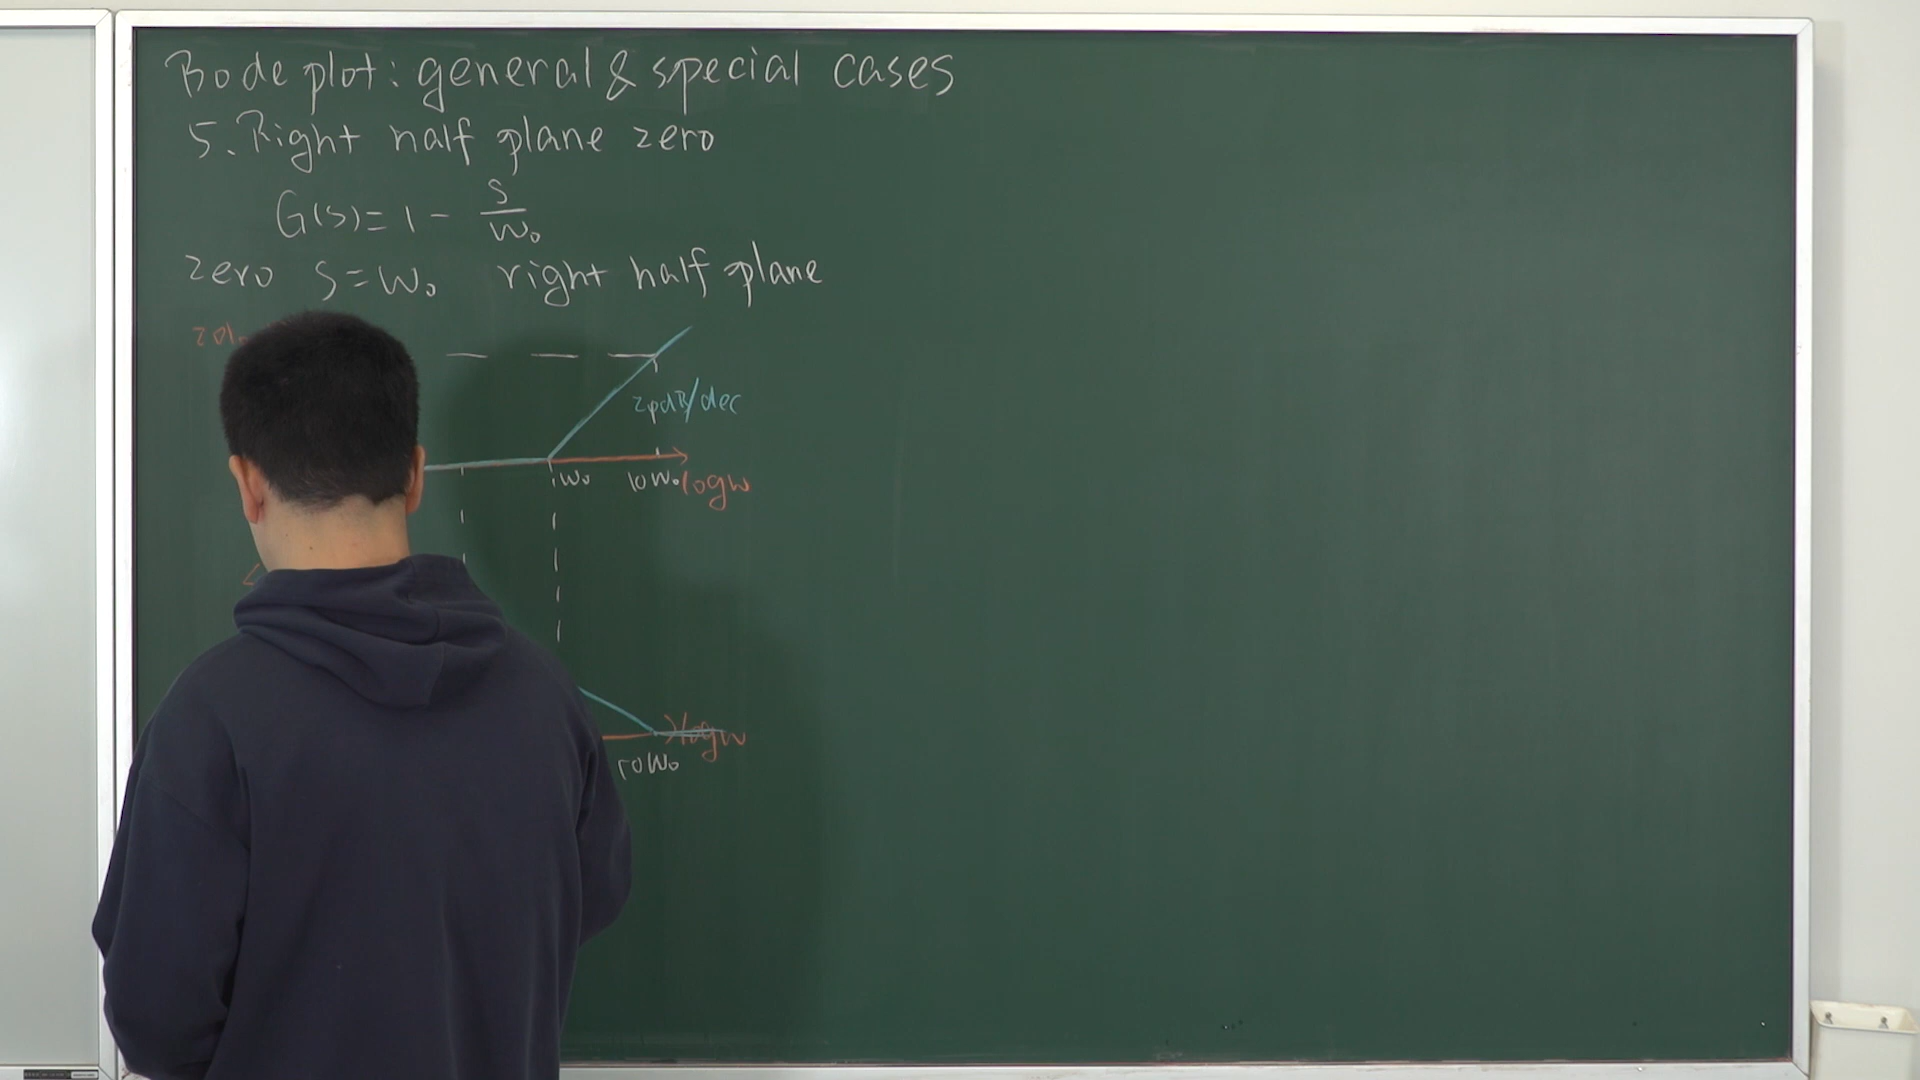 Bode plot: general & special cases
5. Right half plane zero
G(s) = 1 - s/w₀
zero s = w₀ right half plane
20l
20dB/dec
w₀ 10w₀ logw
logw
10w₀